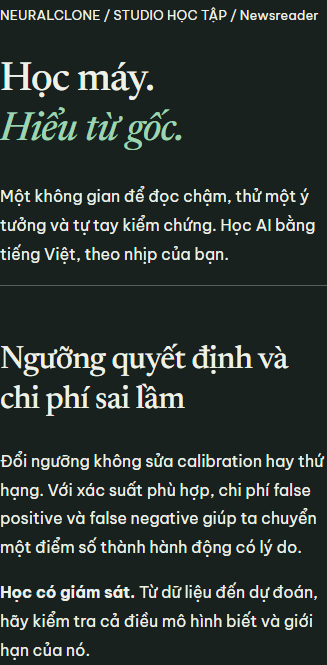 NEURALCLONE / STUDIO HỌC TẬP / Newsreader
Học máy.
Hiểu từ gốc.
Một không gian để đọc chậm, thử một ý
tưởng và tự tay kiểm chứng. Học AI bằng
tiếng Việt, theo nhịp của bạn.
Ngưỡng quyết định và
chi phí sai lầm
Đổi ngưỡng không sửa calibration hay thứ
hạng. Với xác suất phù hợp, chi phí false
positive và false negative giúp ta chuyển
một điểm số thành hành động có lý do.
Học có giám sát. Từ dữ liệu đến dự đoán,
hãy kiểm tra cả điều mô hình biết và giới
hạn của nó.